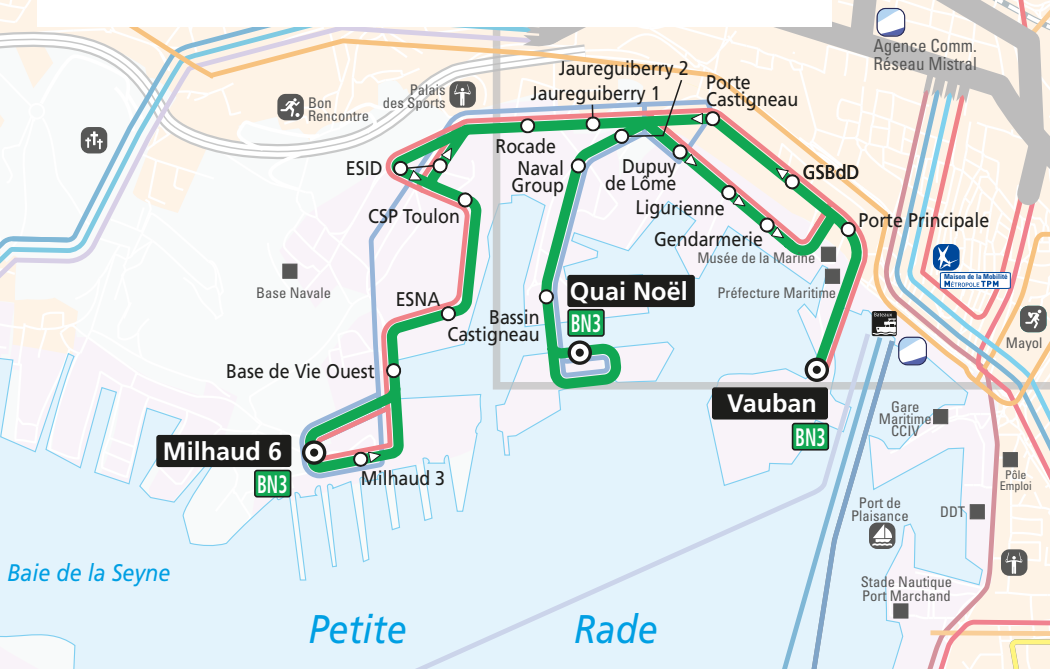 Agence Comm.
Réseau Mistral
Jaureguiberry 2
Jaureguiberry 1
Porte
Castigneau
Palais
des Sports
Bon
Rencontre
Rocade
ESID
Naval
Group
Dupuy
de Lôme
GSBdD
CSP Toulon
Ligurienne
Porte Principale
Gendarmerie
Musée de la Marine
Base Navale
Préfecture Maritime
Maison de la Mobilité
MÉTROPOLE TPM
ESNA
Quai Noël
BN3
Bassin
Castigneau
Bateaux
Mayol
Base de Vie Ouest
Vauban
BN3
Gare
Maritime
CCIV
Milhaud 6
BN3
Milhaud 3
Pôle
Emploi
Port de
Plaisance
DDT
Baie de la Seyne
Stade Nautique
Port Marchand
Petite
Rade